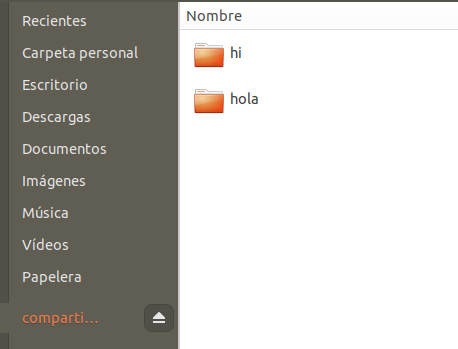 Recientes
Carpeta personal
Escritorio
Descargas
Documentos
Imágenes
Música
Vídeos
Papelera
comparti...
Nombre
hi
hola